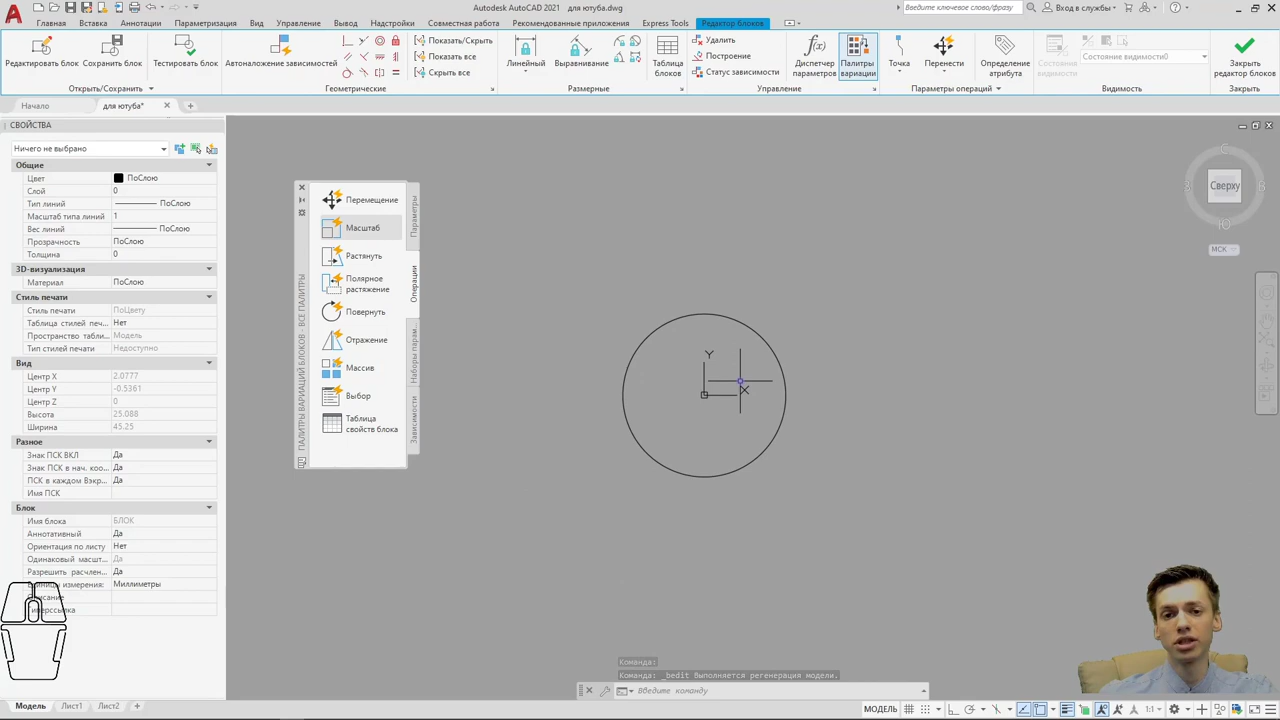 Autodesk AutoCAD 2021 для ютуба.dwg
Введите ключевое слово/фразу
Вход в службы
Главная Вставка Аннотации Параметризация Вид Управление Вывод Надстройки Совместная работа Рекомендованные приложения Express Tools Редактор блоков
Редактировать блок
Сохранить блок
Автоналожение зависимостей
Показать/Скрыть
Показать все
Скрыть все
Линейный
Выравнивание
Таблица блоков
Удалить
Построение
Статус зависимости
Диспетчер параметров
Палитры вариации
Точка
Перенести
Определение атрибута
Состояния видимости
Состояние видимостей0
Закрыть редактор блоков
Открыть/Сохранить
Геометрические
Размерные
Управление
Параметры операций
Видимость
Закрыть
Начало
для ютуба*
СВОЙСТВА
Ничего не выбрано
Общие
Цвет ПоСлою
Слой 0
Тип линий ПоСлою
Масштаб типа линий 1
Вес линий ПоСлою
Прозрачность ПоСлою
Толщина 0
3D-визуализация
Материал ПоСлою
Стиль печати
Стиль печати ПоЦвету
Таблица стилей печ... Нет
Пространство табли... Модель
Тип стилей печати Недоступно
Вид
Центр X 2.0777
Центр Y -0.5361
Центр Z 0
Высота 25.088
Ширина 45.25
Разное
Знак ПСК ВКЛ Да
Знак ПСК в нач. коо... Да
ПСК в каждом Вэкр... Да
Имя ПСК
Блок
Имя блока БЛОК
Аннотативный Да
Ориентация по листу Нет
Одинаковый масшт... Да
Разрешить расчлен... Да
Миллиметры
Перемещение
Масштаб
Растянуть
Полярное растяжение
Повернуть
Отражение
Массив
Выбор
Таблица свойств блока
Параметры
Операции
Наборы парам...
Зависимости
ПАЛИТРЫ ВАРИАЦИЙ БЛОКОВ - ВСЕ ПАЛИТРЫ
Y
X
С
З
Сверху
В
Ю
МСК
Команда:
Команда: _bedit Выполняется регенерация модели.
Введите команду
Модель Лист1 Лист2 +
МОДЕЛЬ
1:1